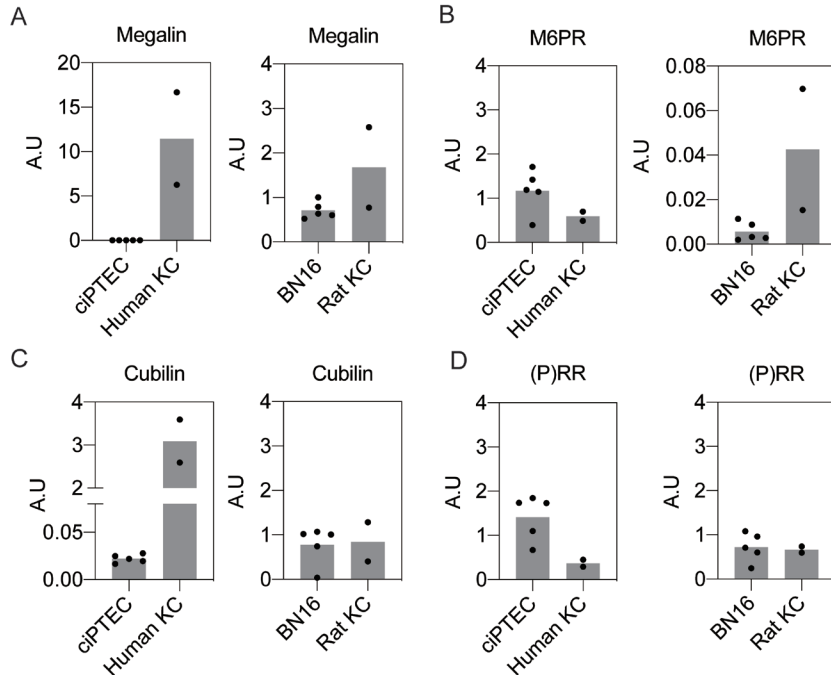 A
Megalin
20
15
10
5
0
A.U
ciPTEC
Human KC
Megalin
4
3
2
1
0
A.U
BN16
Rat KC
B
M6PR
4
3
2
1
0
A.U
ciPTEC
Human KC
M6PR
0.08
0.06
0.04
0.02
0.00
A.U
BN16
Rat KC
C
Cubilin
4
3
2
0.05
0.00
A.U
ciPTEC
Human KC
Cubilin
4
3
2
1
0
A.U
BN16
Rat KC
D
(P)RR
4
3
2
1
0
A.U
ciPTEC
Human KC
(P)RR
4
3
2
1
0
A.U
BN16
Rat KC